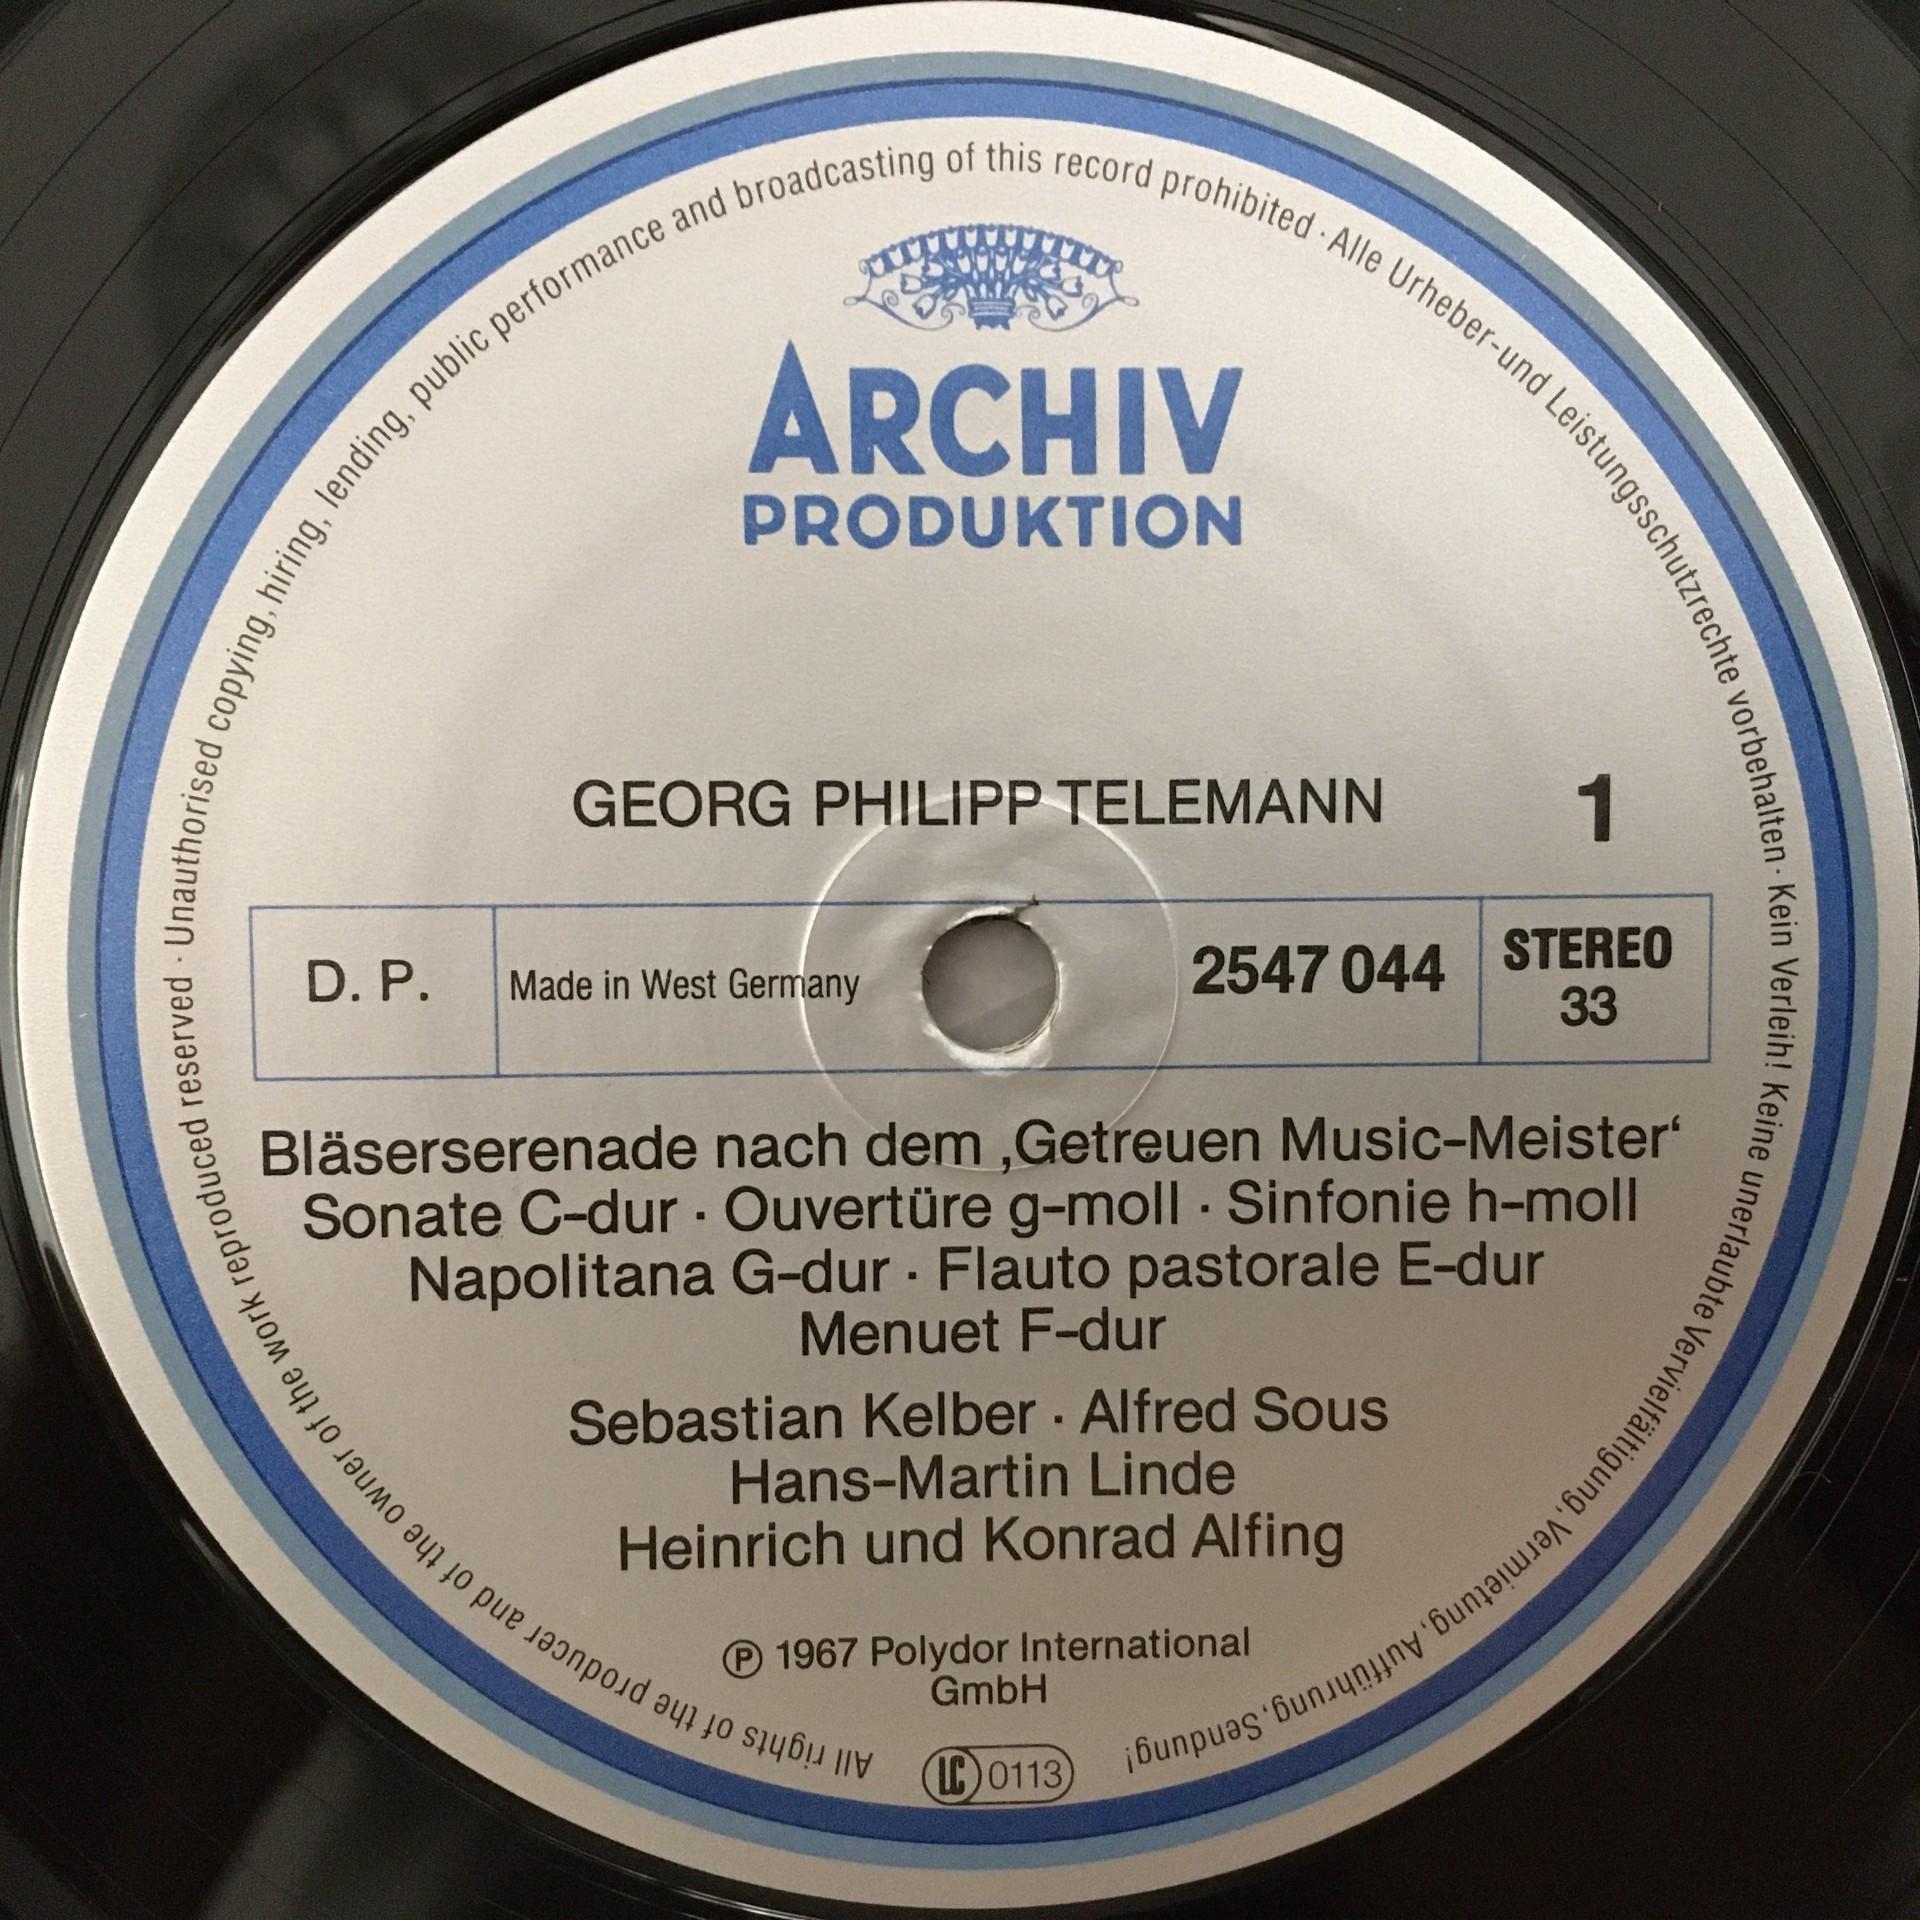 All rights of the producer and of the owner of the work reproduced reserved · Unauthorised copying, hiring, lending, public performance and broadcasting of this record prohibited · Alle Urheber-und Leistungsschutzrechte vorbehalten · Kein Verleih! Keine unerlaubte Vervielfältigung, Vermietung, Aufführung, Sendung!
ARCHIV
PRODUKTION
GEORG PHILIPP TELEMANN 1
D. P. Made in West Germany 2547 044 STEREO
33
Bläserserenade nach dem ‚Getreuen Music-Meister‘
Sonate C-dur · Ouvertüre g-moll · Sinfonie h-moll
Napolitana G-dur · Flauto pastorale E-dur
Menuet F-dur
Sebastian Kelber · Alfred Sous
Hans-Martin Linde
Heinrich und Konrad Alfing
℗ 1967 Polydor International
GmbH
LC 0113